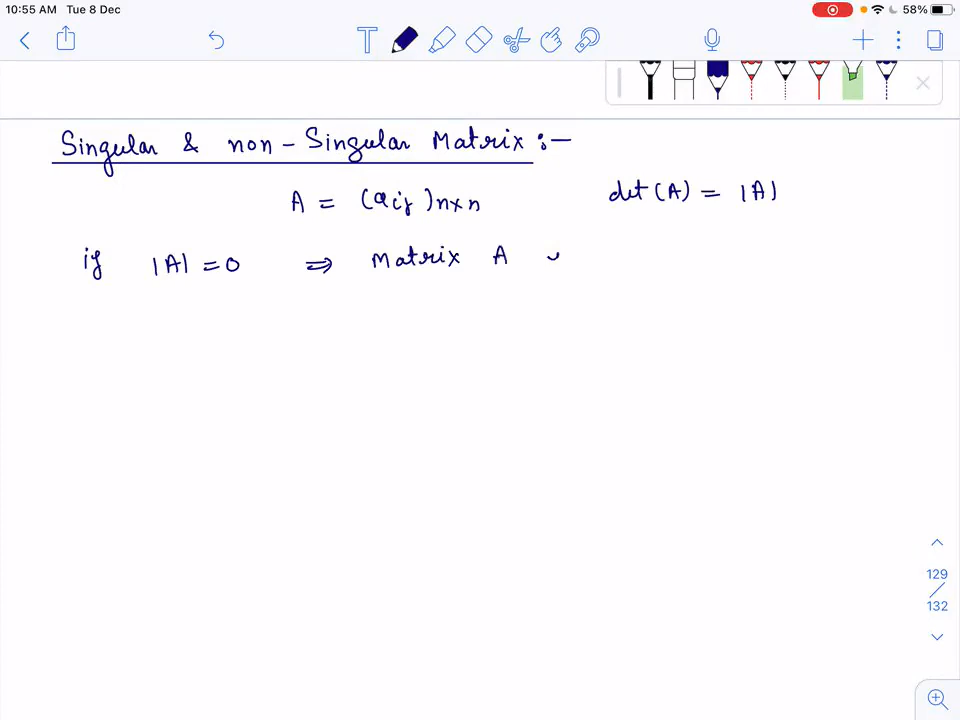 10:55 AM Tue 8 Dec 58%
Singular & non-Singular Matrix :-
A = (aij)n×n det(A) = |A|
if |A| = 0 ⇒ Matrix A
129
/
132